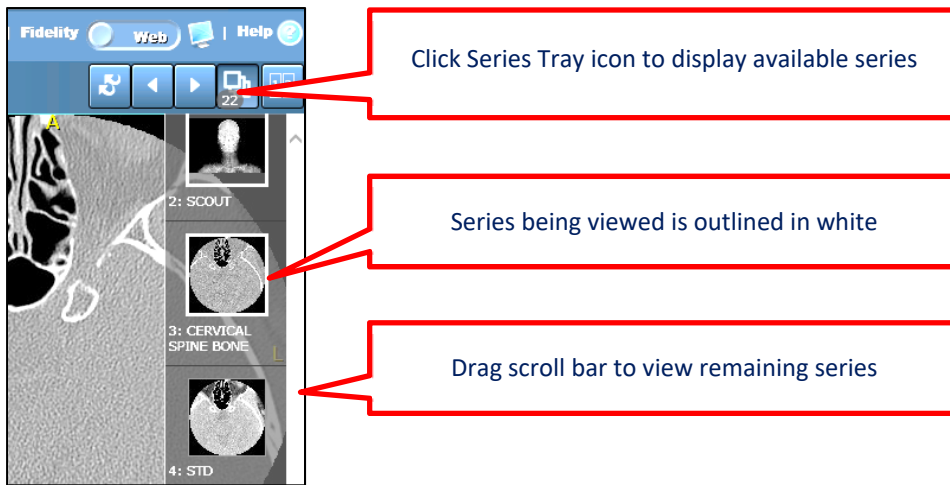 Fidelity Web | Help ?
Click Series Tray icon to display available series
22
A
2: SCOUT
Series being viewed is outlined in white
3: CERVICAL
SPINE BONE
L
Drag scroll bar to view remaining series
4: STD